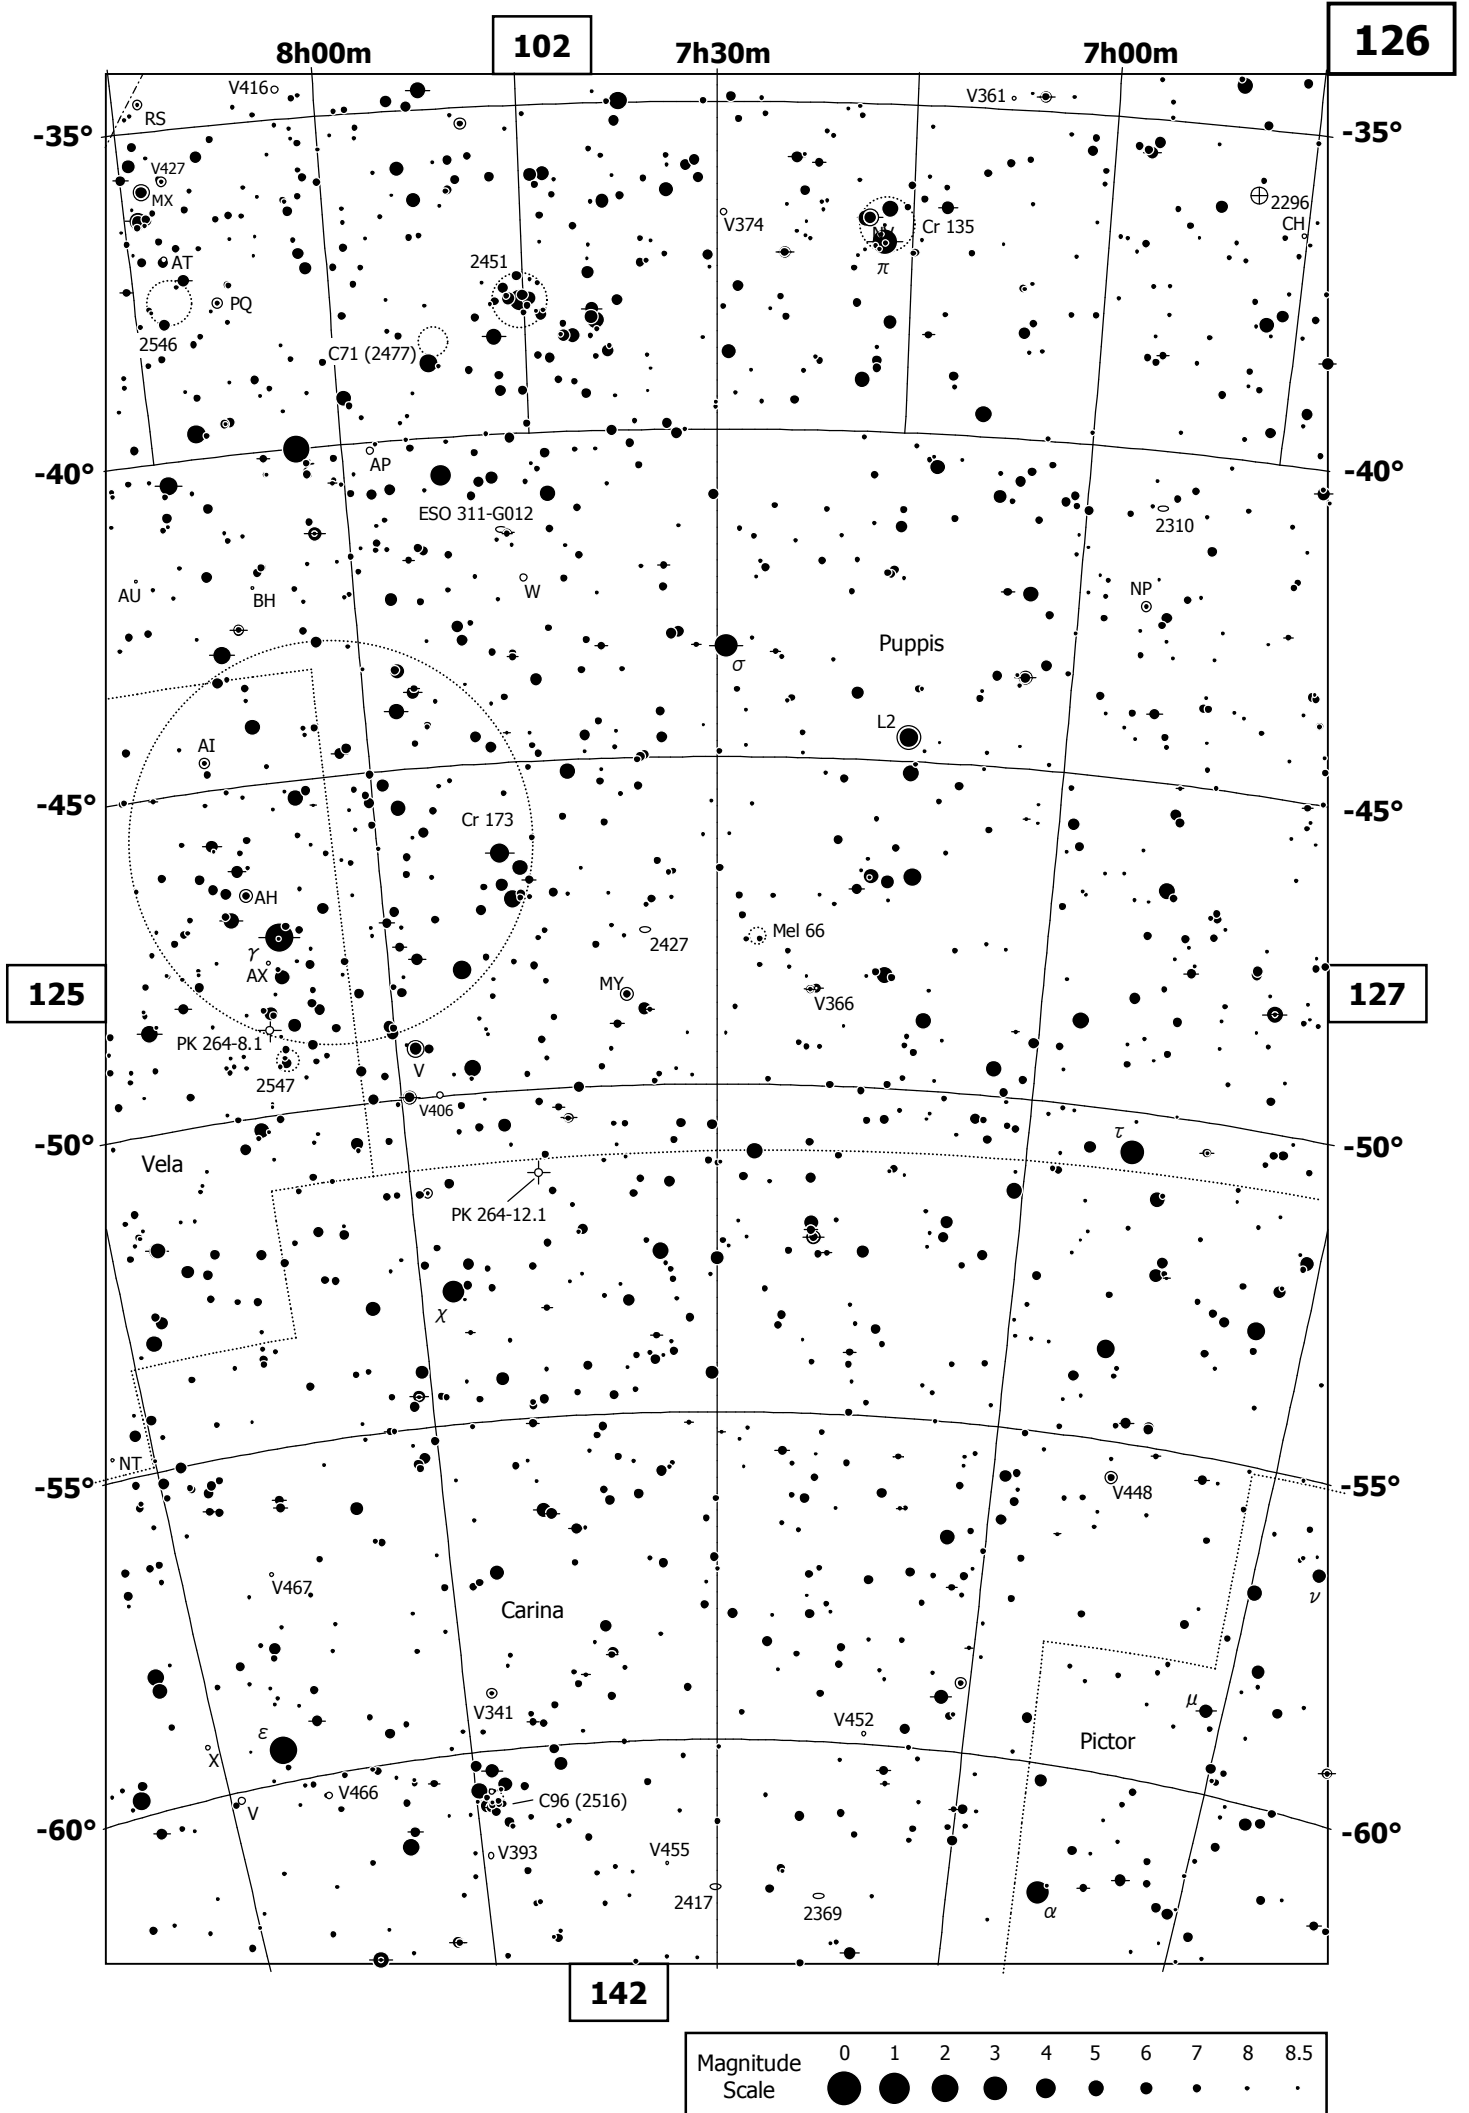 102
126
8h00m
7h30m
7h00m
V416
V361
RS
-35°
-35°
V427
MX
2296
V374
NV
Cr 135
CH
AT
2451
π
PQ
2546
C71 (2477)
AP
-40°
-40°
ESO 311-G012
2310
AU
BH
W
NP
Puppis
σ
L2
AI
-45°
-45°
Cr 173
AH
Mel 66
2427
γ
AX
125
MY
127
V366
PK 264-8.1
V
2547
V406
-50°
τ
-50°
Vela
PK 264-12.1
χ
NT
-55°
-55°
V448
V467
ν
Carina
V341
μ
V452
ε
Pictor
X
V466
V
C96 (2516)
-60°
-60°
V393
V455
2417
2369
α
142
Magnitude Scale
0 1 2 3 4 5 6 7 8 8.5